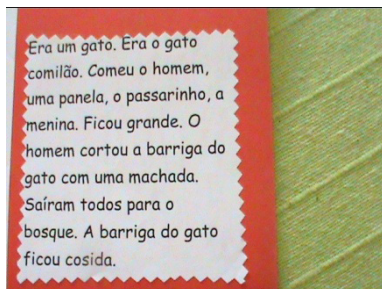 Era um gato. Era o gato
comilão. Comeu o homem,
uma panela, o passarinho, a
menina. Ficou grande. O
homem cortou a barriga do
gato com uma machada.
Saíram todos para o
bosque. A barriga do gato
ficou cosida.